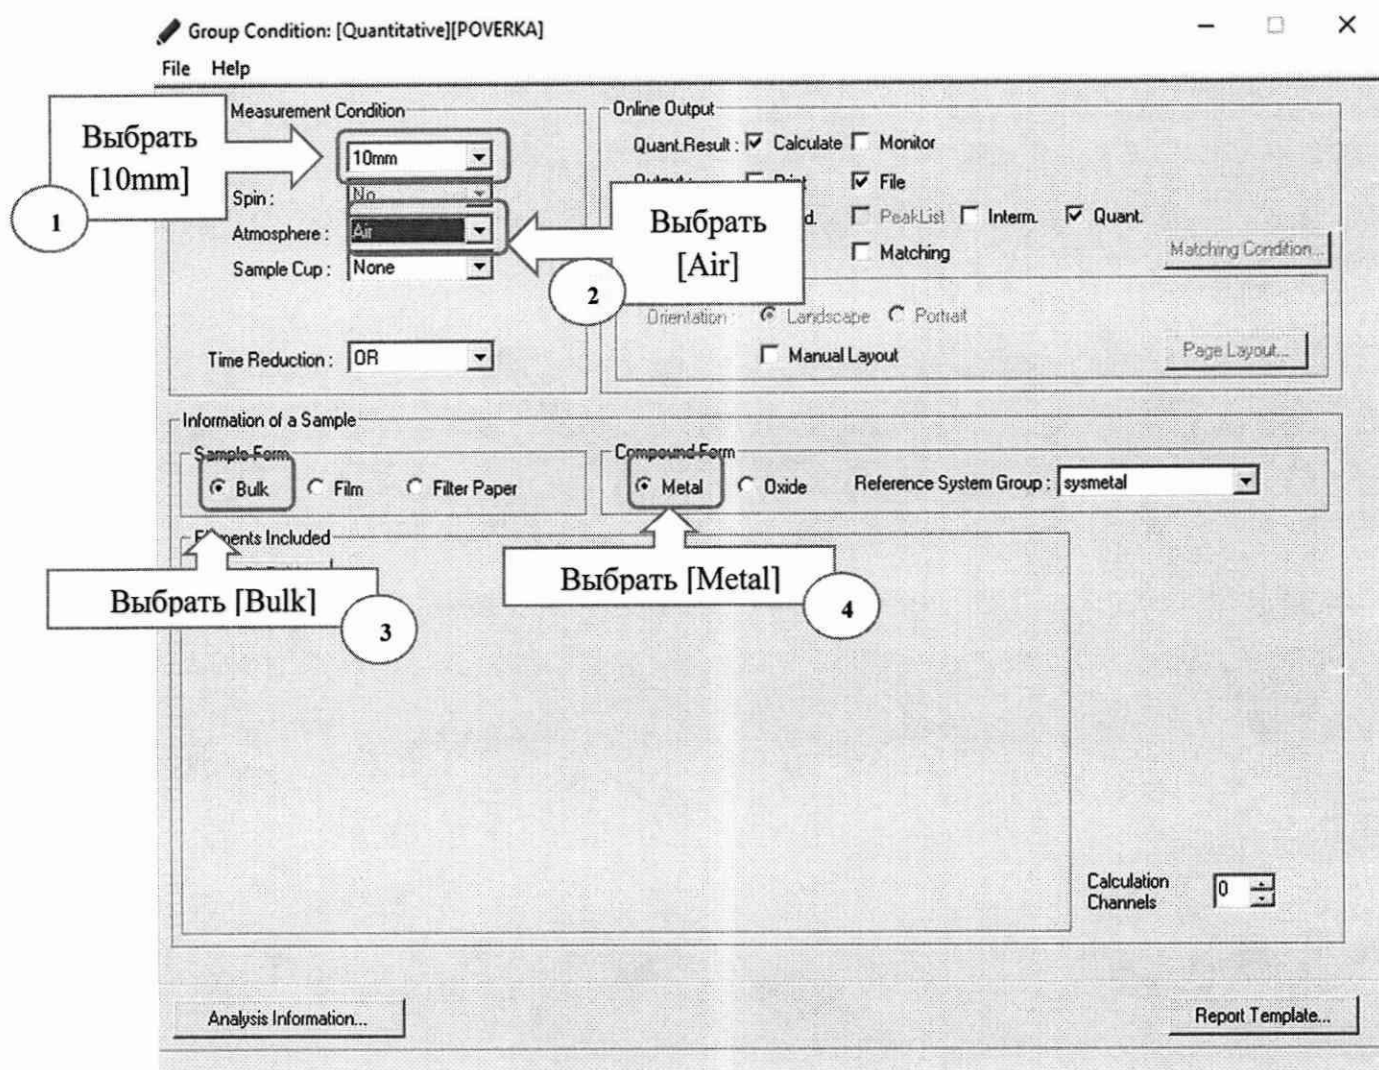 Group Condition: [Quantitative][POVERKA]
File Help
Measurement Condition
Выбрать
[10mm]
1
10mm
Spin : No
Atmosphere : Air
Sample Cup : None
Time Reduction : OR
Выбрать
[Air]
2
Online Output
Quant.Result : Calculate Monitor
File
d. PeakList Interm. Quant.
Matching Matching Condition...
Orientation : Landscape Portrait
Manual Layout Page Layout...
Information of a Sample
Sample Form
Bulk Film Filter Paper
Compound Form
Metal Oxide Reference System Group : sysmetal
Elements Included
Выбрать [Bulk]
3
Выбрать [Metal]
4
Calculation
Channels 0
Analysis Information... Report Template...